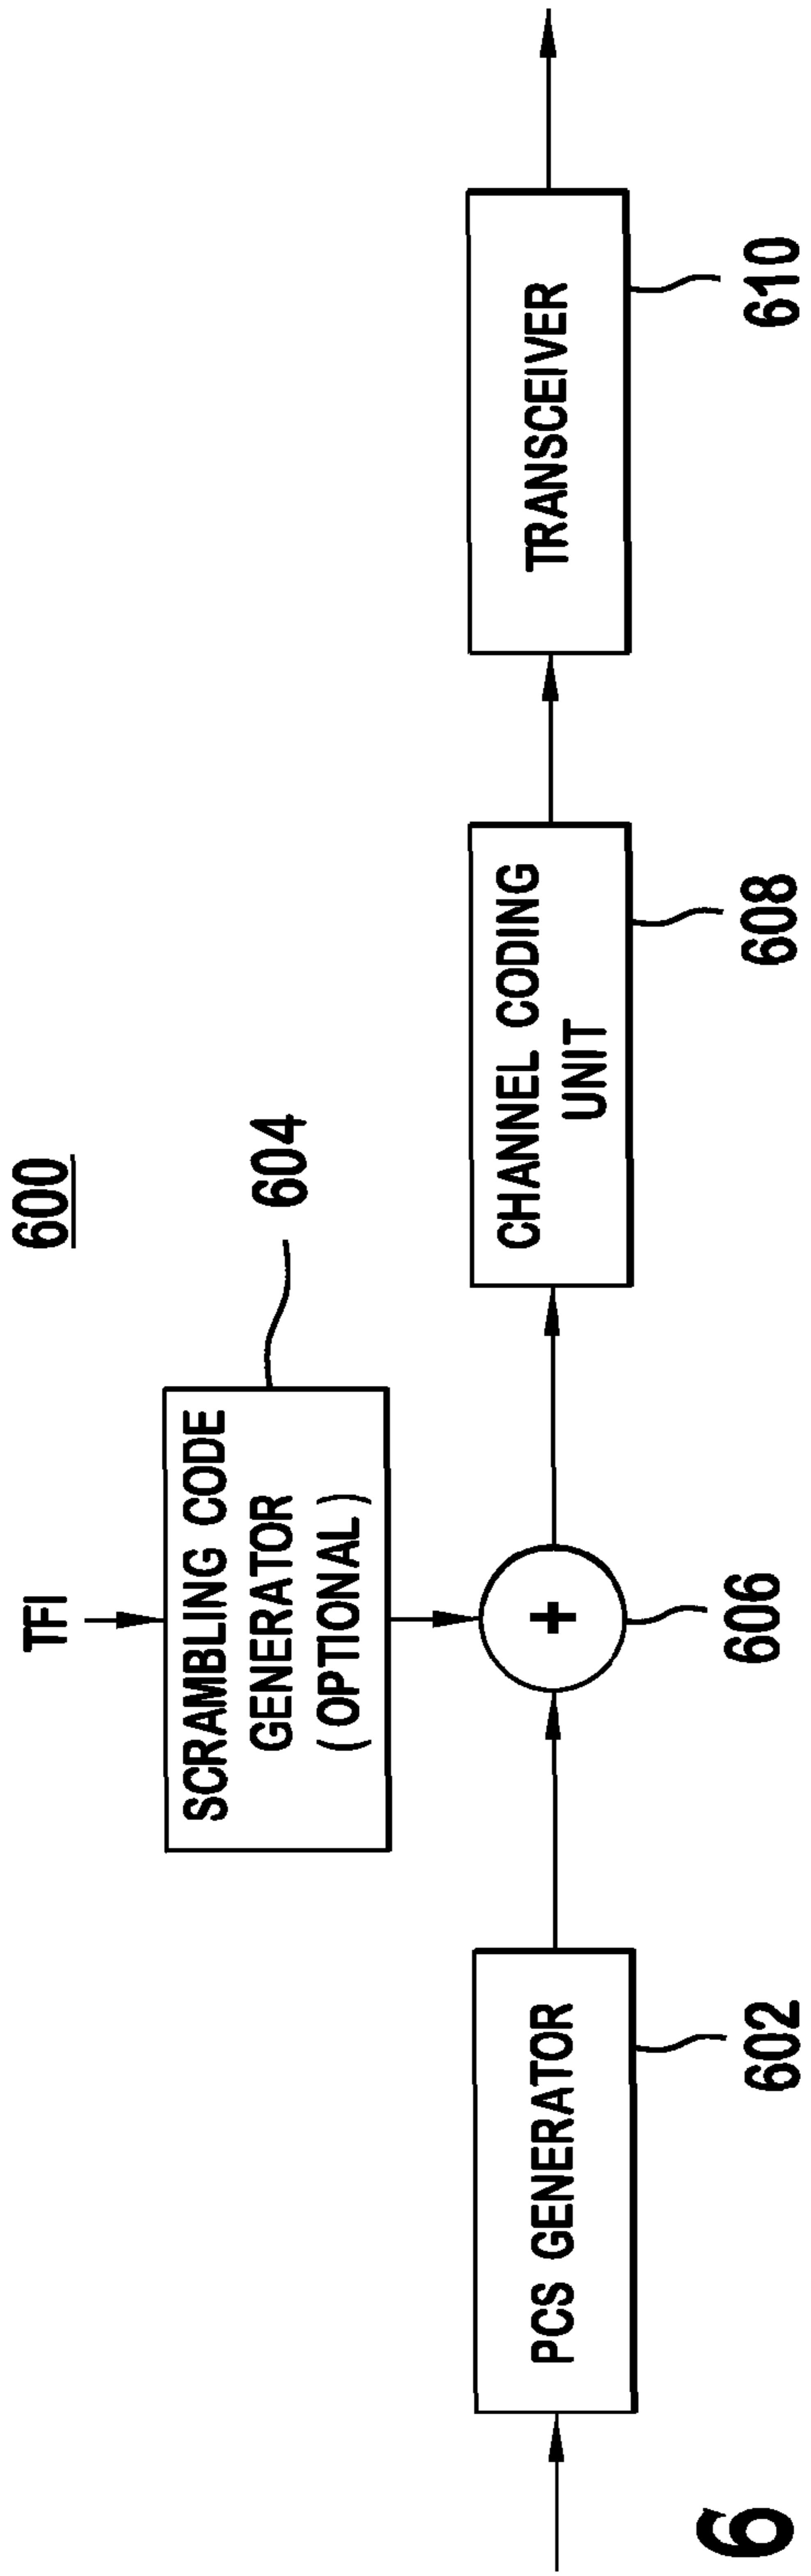 600
TFI
SCRAMBLING CODE
GENERATOR
(OPTIONAL)
604
PCS GENERATOR
602
+
606
CHANNEL CODING
UNIT
608
TRANSCEIVER
610
6